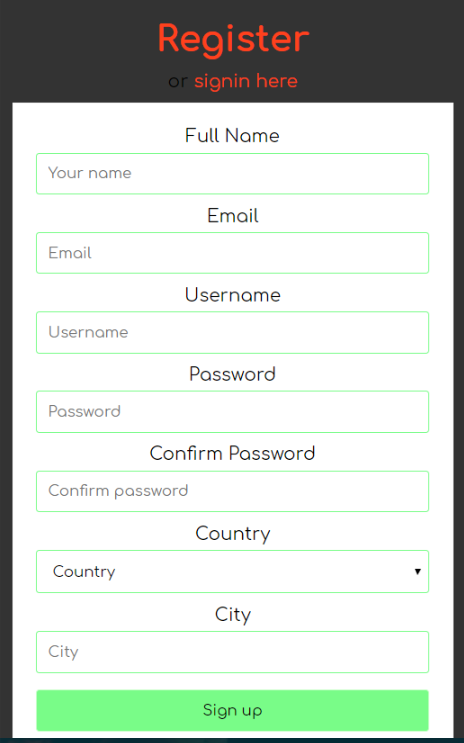 Register
or signin here
Full Name
Your name
Email
Email
Username
Username
Password
Password
Confirm Password
Confirm password
Country
Country
City
City
Sign up